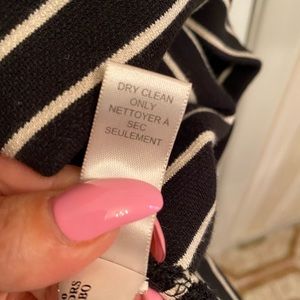 DRY CLEAN
ONLY
NETTOYER À
SEC
SEULEMENT